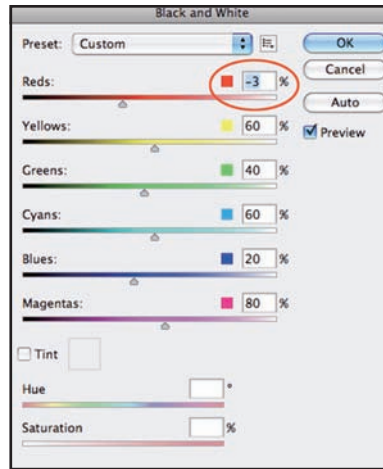 Black and White
Preset: Custom
OK
Cancel
Auto
Preview
Reds: -3 %
Yellows: 60 %
Greens: 40 %
Cyans: 60 %
Blues: 20 %
Magentas: 80 %
Tint
Hue °
Saturation %